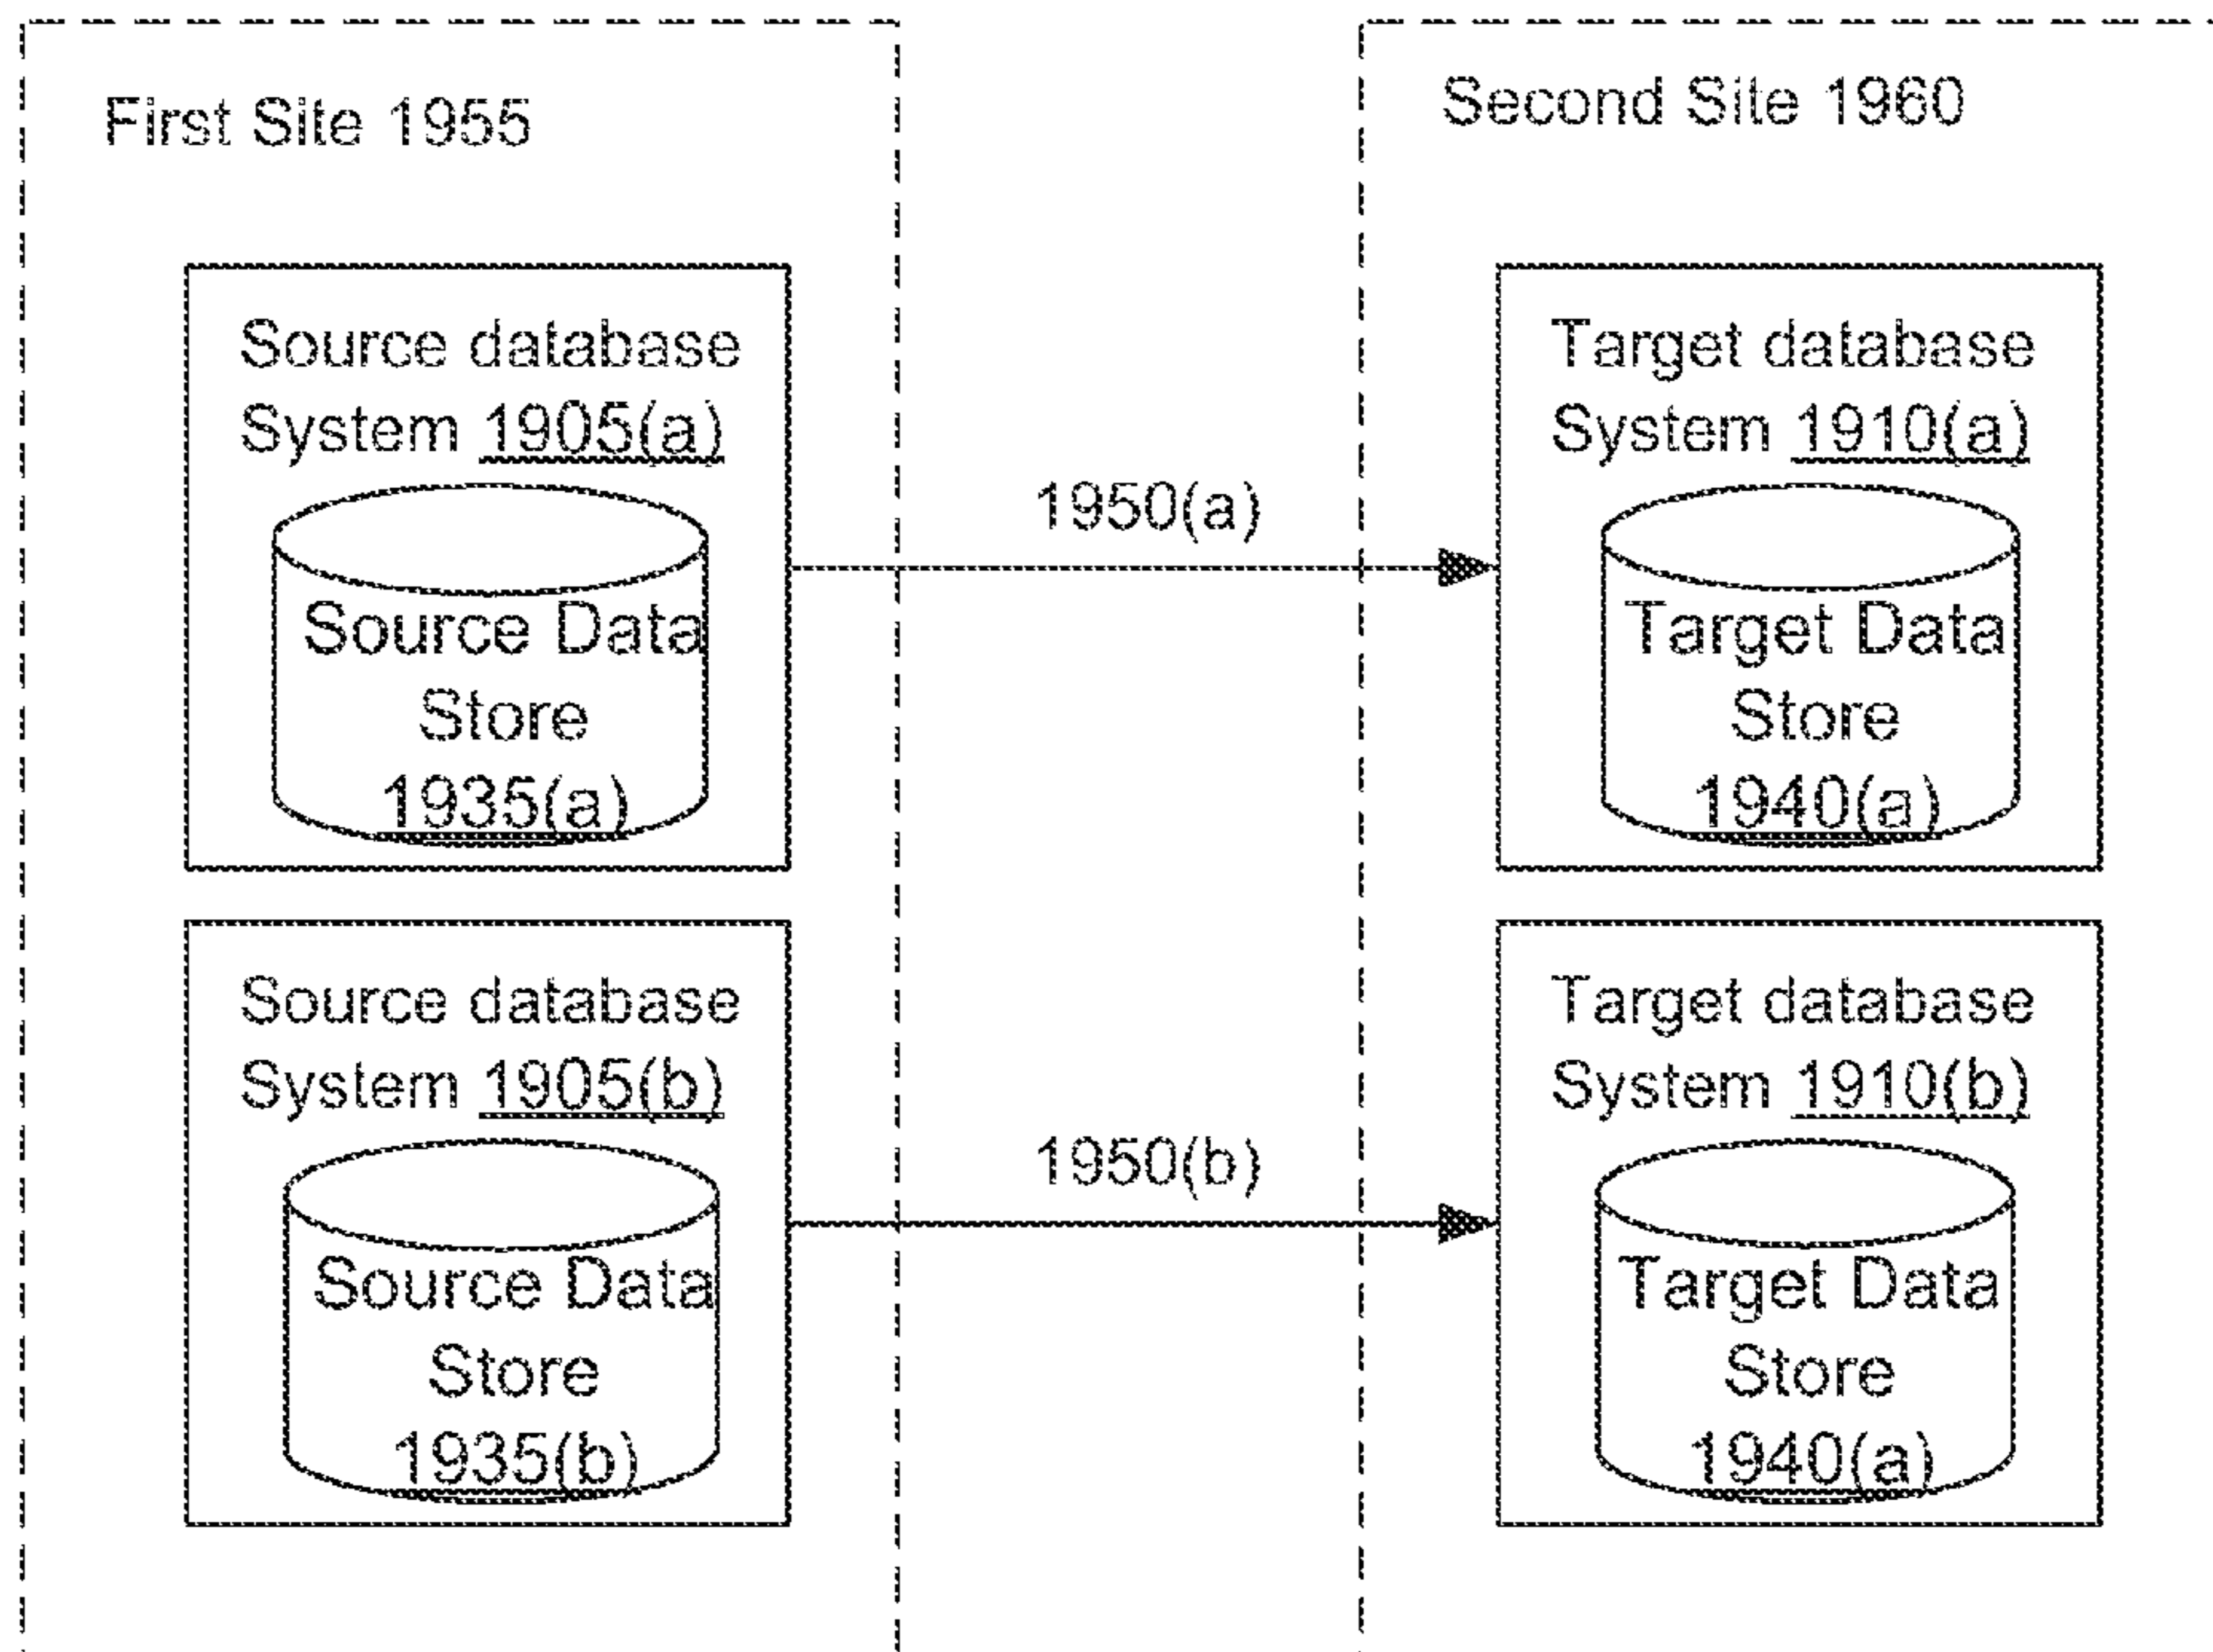 First Site 1955
Second Site 1960
Source database
System 1905(a)
Source Data
Store
1935(a)
1950(a)
Target database
System 1910(a)
Target Data
Store
1940(a)
Source database
System 1905(b)
Source Data
Store
1935(b)
1950(b)
Target database
System 1910(b)
Target Data
Store
1940(a)